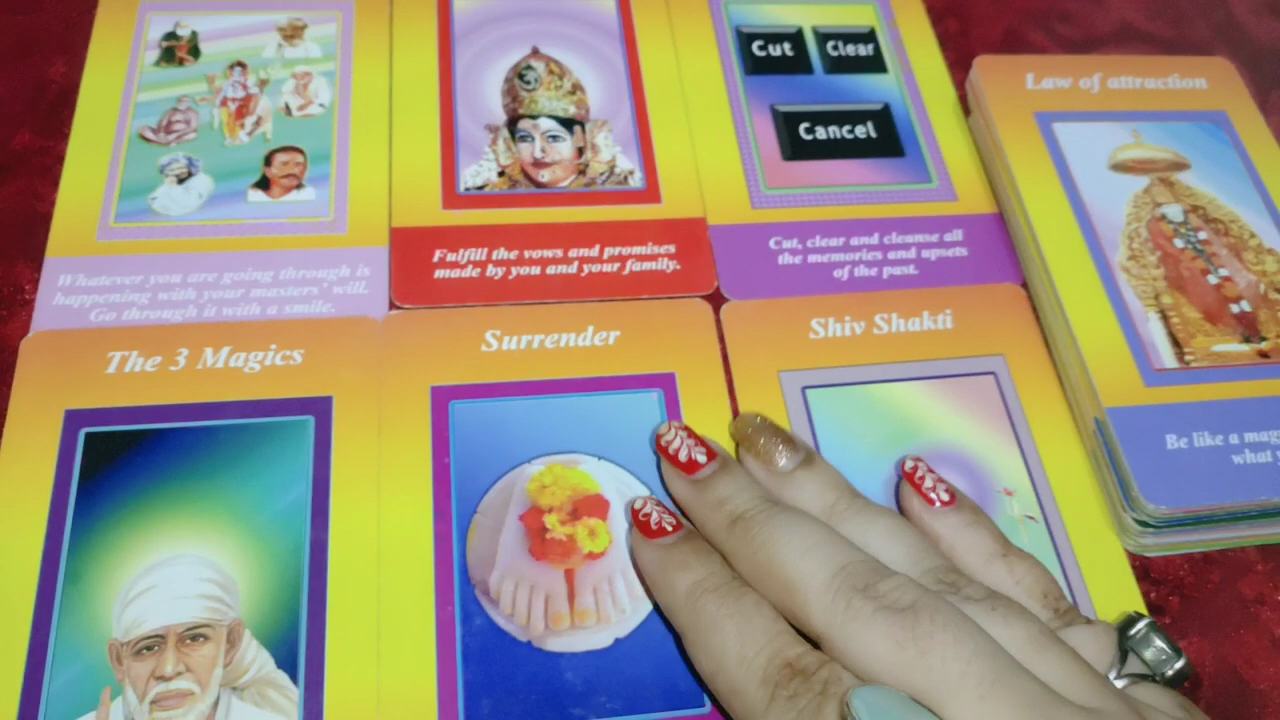 Whatever you are going through is
happening with your masters' will.
Go through it with a smile.
Fulfill the vows and promises
made by you and your family.
Cut
Clear
Cancel
Cut, clear and cleanse all
the memories and upsets
of the past.
Law of attraction
Be like a
what
The 3 Magics
Surrender
Shiv Shakti